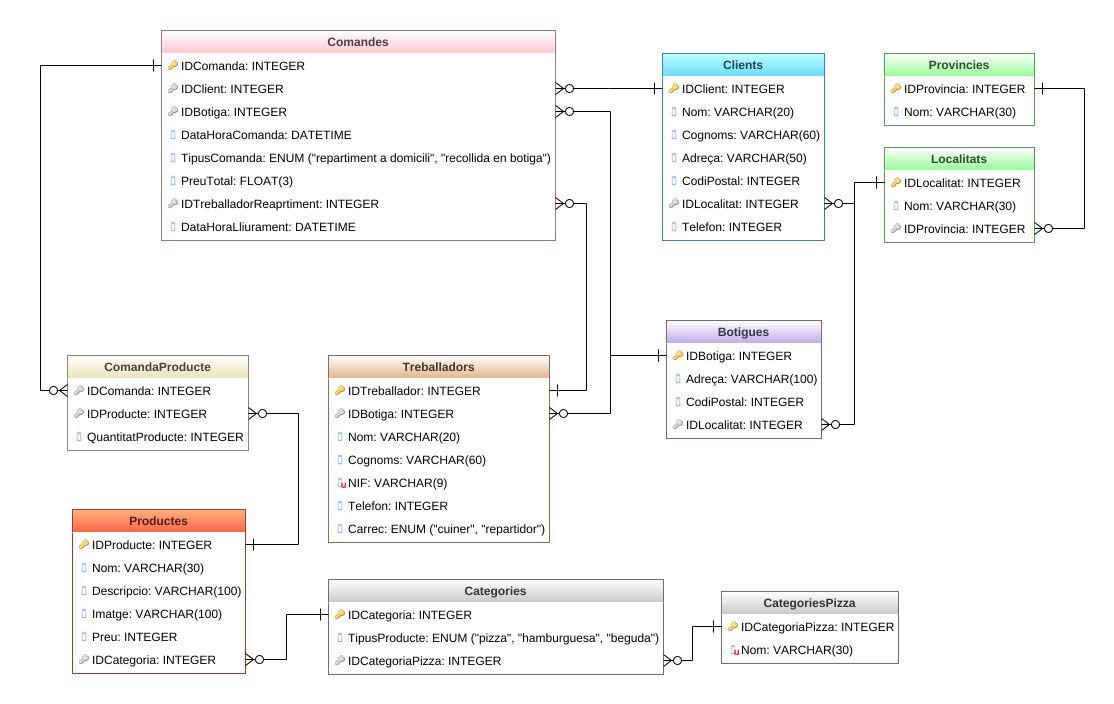 Comandes
IDComanda: INTEGER
IDClient: INTEGER
IDBotiga: INTEGER
DataHoraComanda: DATETIME
TipusComanda: ENUM ("repartiment a domicili", "recollida en botiga")
PreuTotal: FLOAT(3)
IDTreballadorReaprtiment: INTEGER
DataHoraLliurament: DATETIME
Clients
IDClient: INTEGER
Nom: VARCHAR(20)
Cognoms: VARCHAR(60)
Adreça: VARCHAR(50)
CodiPostal: INTEGER
IDLocalitat: INTEGER
Telefon: INTEGER
Provincies
IDProvincia: INTEGER
Nom: VARCHAR(30)
Localitats
IDLocalitat: INTEGER
Nom: VARCHAR(30)
IDProvincia: INTEGER
ComandaProducte
IDComanda: INTEGER
IDProducte: INTEGER
QuantitatProducte: INTEGER
Treballadors
IDTreballador: INTEGER
IDBotiga: INTEGER
Nom: VARCHAR(20)
Cognoms: VARCHAR(60)
NIF: VARCHAR(9)
Telefon: INTEGER
Carrec: ENUM ("cuiner", "repartidor")
Botigues
IDBotiga: INTEGER
Adreça: VARCHAR(100)
CodiPostal: INTEGER
IDLocalitat: INTEGER
Productes
IDProducte: INTEGER
Nom: VARCHAR(30)
Descripcio: VARCHAR(100)
Imatge: VARCHAR(100)
Preu: INTEGER
IDCategoria: INTEGER
Categories
IDCategoria: INTEGER
TipusProducte: ENUM ("pizza", "hamburguesa", "beguda")
IDCategoriaPizza: INTEGER
CategoriesPizza
IDCategoriaPizza: INTEGER
Nom: VARCHAR(30)